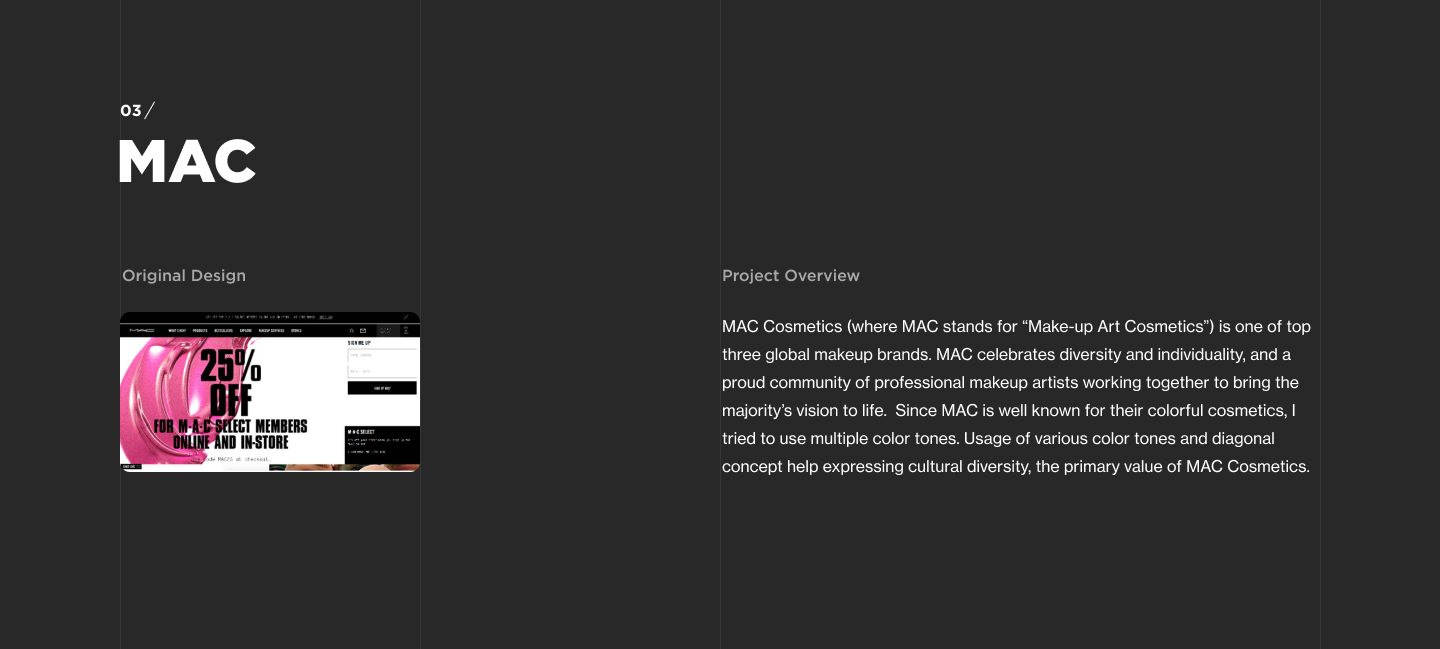 03/
MAC
Original Design
Project Overview
WHAT'S NEW? PRODUCTS BESTSELLERS EXPLORE MAKEUP SERVICES STORES
SIGN ME UP
25%
OFF
FOR M·A·C SELECT MEMBERS
ONLINE AND IN-STORE
SIGN UP NOW
M·A·C SELECT
code MAC25 at checkout.
MAC Cosmetics (where MAC stands for “Make-up Art Cosmetics”) is one of top
three global makeup brands. MAC celebrates diversity and individuality, and a
proud community of professional makeup artists working together to bring the
majority’s vision to life.  Since MAC is well known for their colorful cosmetics, I
tried to use multiple color tones. Usage of various color tones and diagonal
concept help expressing cultural diversity, the primary value of MAC Cosmetics.